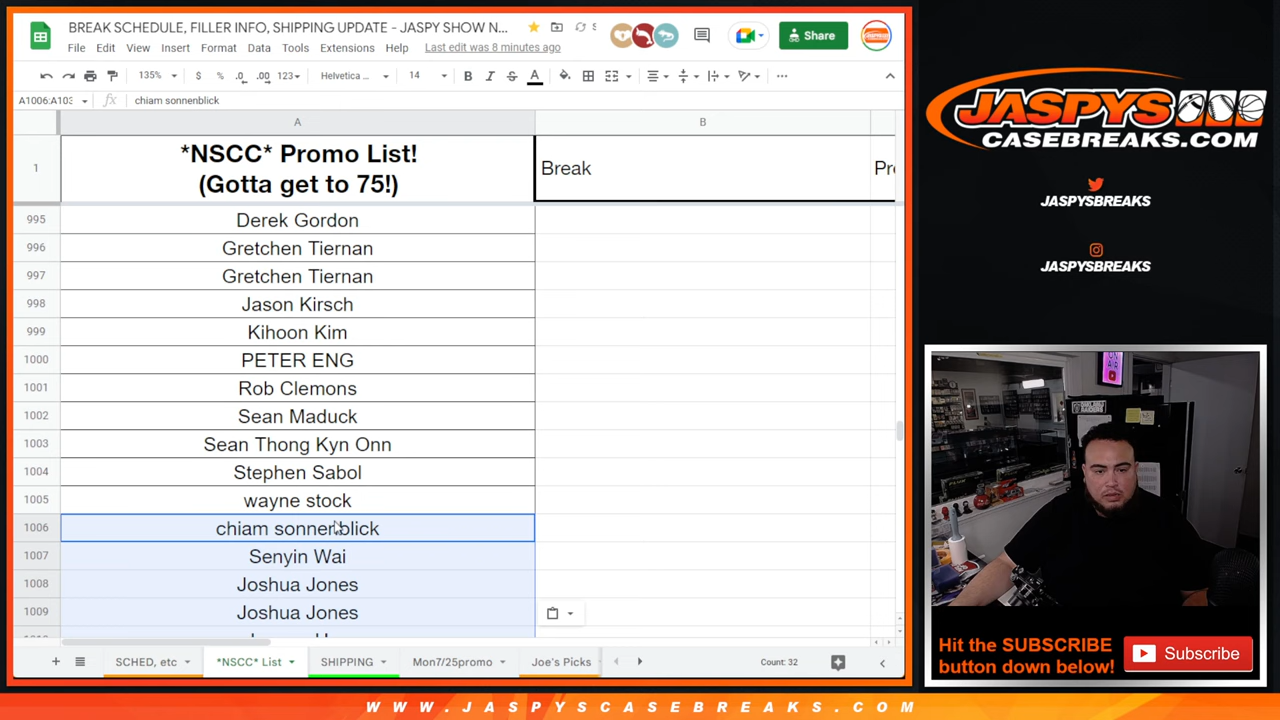 BREAK SCHEDULE, FILLER INFO, SHIPPING UPDATE - JASPY SHOW N...
File Edit View Insert Format Data Tools Extensions Help Last edit was 8 minutes ago
Share
135% $ % .0 .00 123 Helvetica ... 14 B I S A
A1006:A103 fx chiam sonnenblick
A B
1 *NSCC* Promo List!
(Gotta get to 75!)
Break
Pr
995 Derek Gordon
996 Gretchen Tiernan
997 Gretchen Tiernan
998 Jason Kirsch
999 Kihoon Kim
1000 PETER ENG
1001 Rob Clemons
1002 Sean Maduck
1003 Sean Thong Kyn Onn
1004 Stephen Sabol
1005 wayne stock
1006 chiam sonnenblick
1007 Senyin Wai
1008 Joshua Jones
1009 Joshua Jones
SCHED, etc *NSCC* List SHIPPING Mon7/25promo Joe's Picks Count: 32
JASPYS
CASEBREAKS.COM
JASPYSBREAKS
JASPYSBREAKS
Hit the SUBSCRIBE
button down below!
Subscribe
WWW.JASPYSCASEBREAKS.COM